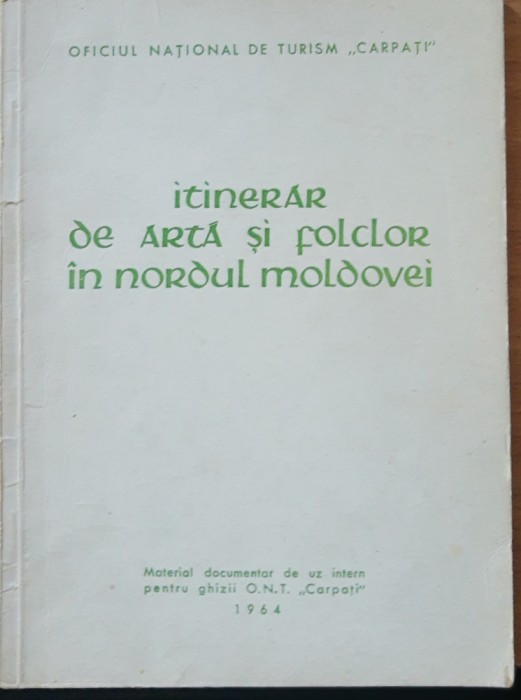 OFICIUL NAȚIONAL DE TURISM „CARPAȚI"
itinerar
de artă și folclor
în nordul moldovei
Material documentar de uz intern
pentru ghizii O.N.T. „Carpați"
1964